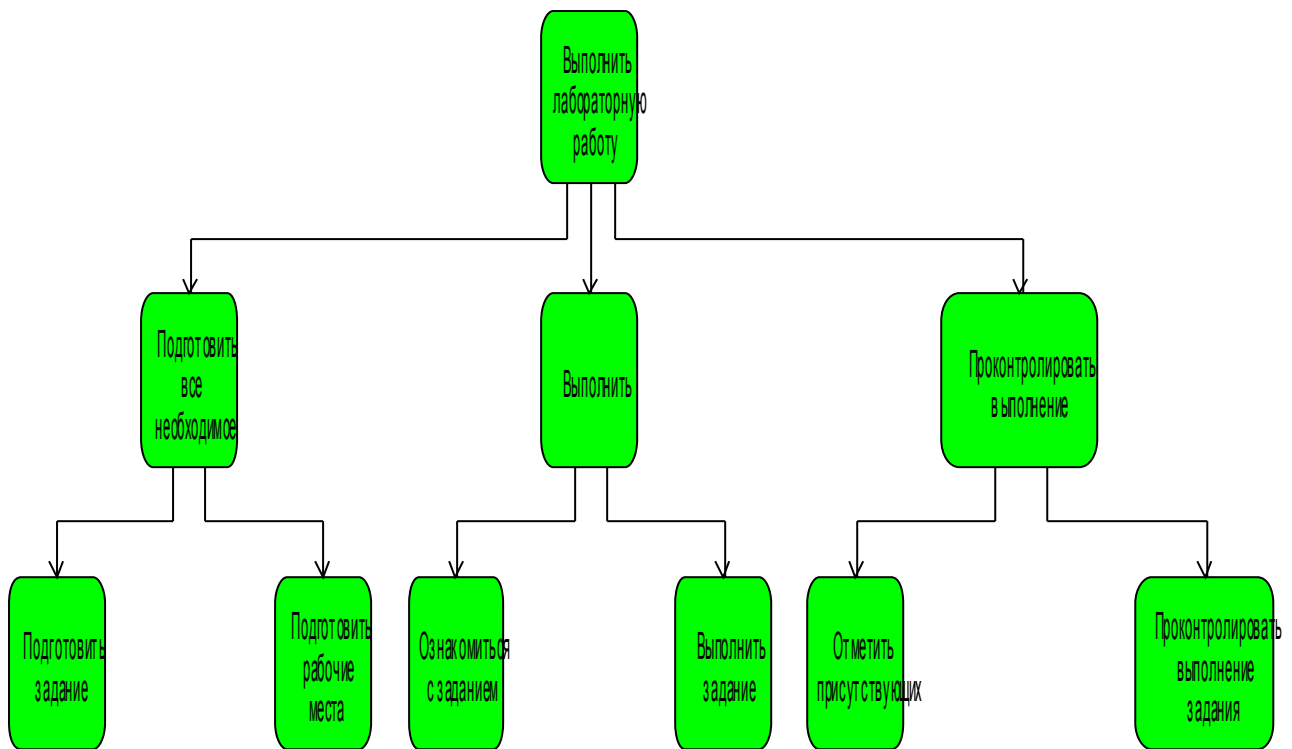 Выполнить
лабораторную
работу
Подготовить
все
необходимое
Выполнить
Проконтролировать
выполнение
Подготовить
задание
Подготовить
рабочие
места
Ознакомиться
с заданием
Выполнить
задание
Отметить
присутствующих
Проконтролировать
выполнение
задания